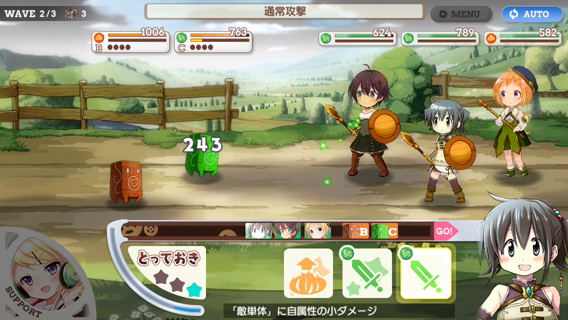 WAVE 2/3 3
通常攻撃
MENU
AUTO
1006
B
763
C
624
789
582
243
B C GO!
とっておき
SUPPORT
「敵単体」に自属性の小ダメージ